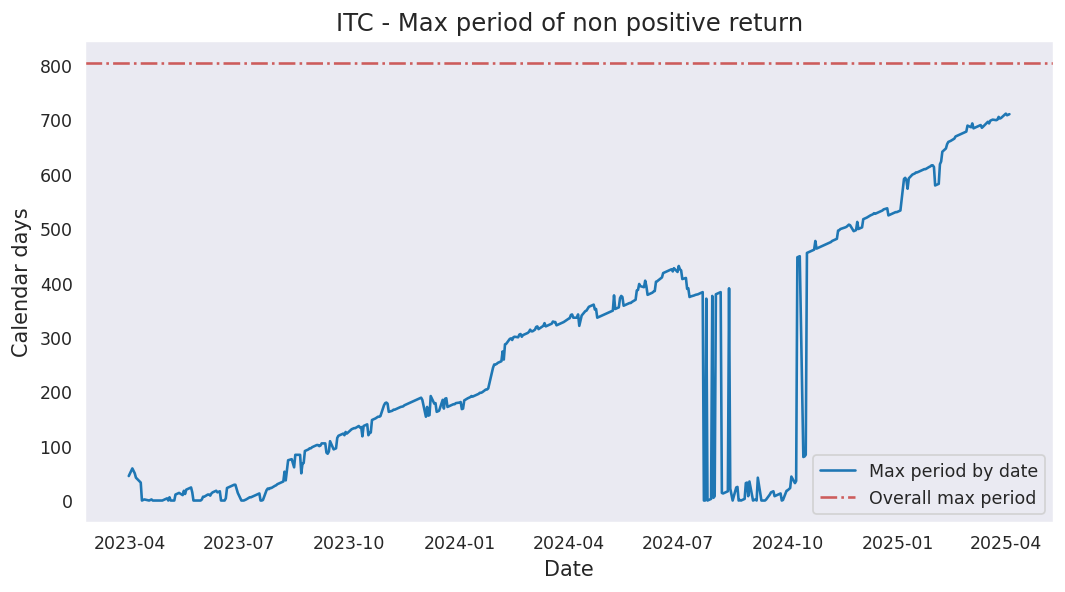 ITC - Max period of non positive return
Calendar days
800
700
600
500
400
300
200
100
0
Max period by date
Overall max period
2023-04 2023-07 2023-10 2024-01 2024-04 2024-07 2024-10 2025-01 2025-04
Date